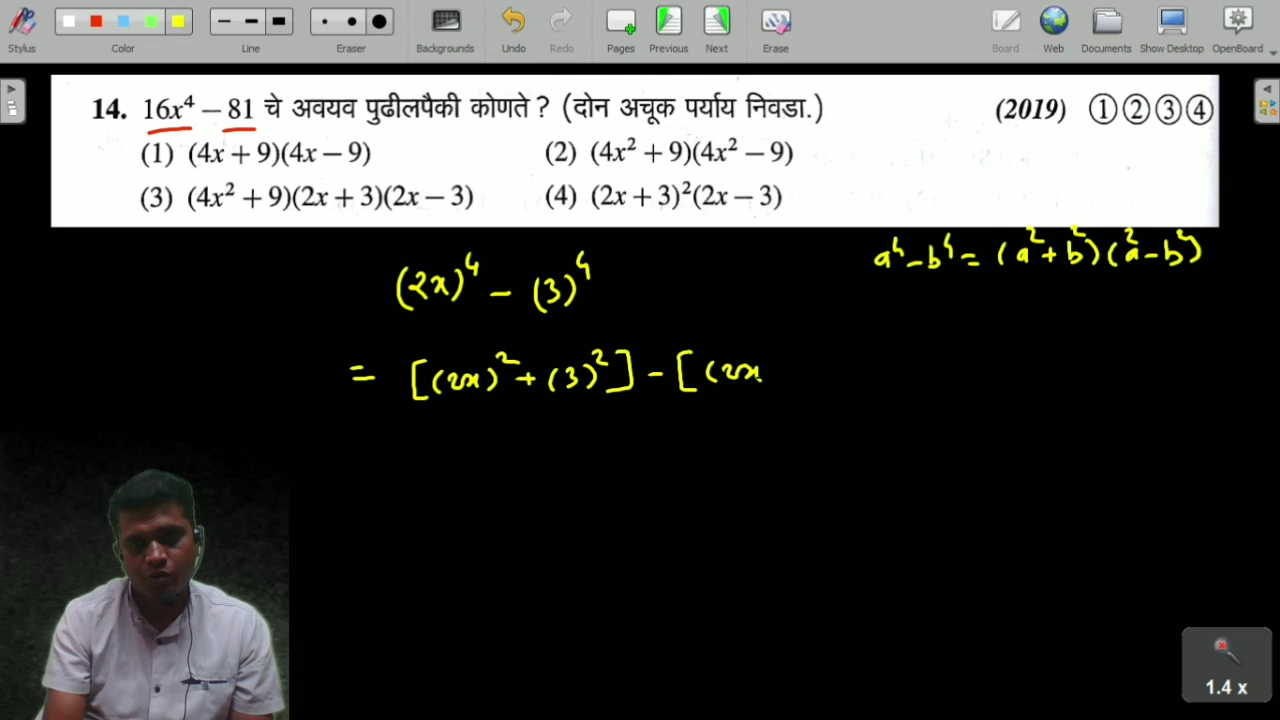 Stylus Color Line Eraser Backgrounds Undo Redo Pages Previous Next Erase Board Web Documents Show Desktop OpenBoard
14. 16x⁴ – 81 चे अवयव पुढीलपैकी कोणते ? (दोन अचूक पर्याय निवडा.) (2019) ① ② ③ ④
(1) (4x + 9)(4x – 9) (2) (4x² + 9)(4x² – 9)
(3) (4x² + 9)(2x + 3)(2x – 3) (4) (2x + 3)²(2x – 3)
a⁴ – b⁴ = (a² + b²)(a² – b²)
(2x)⁴ – (3)⁴
= [(2x)² + (3)²] – [(2x
1.4 x